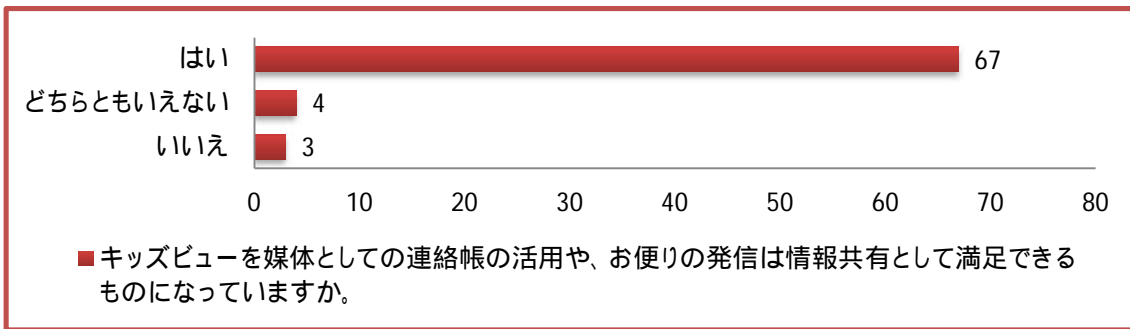 はい 67
どちらともいえない 4
いいえ 3
0 10 20 30 40 50 60 70 80
キッズビューを媒体としての連絡帳の活用や、お便りの発信は情報共有として満足できる
ものになっていますか。